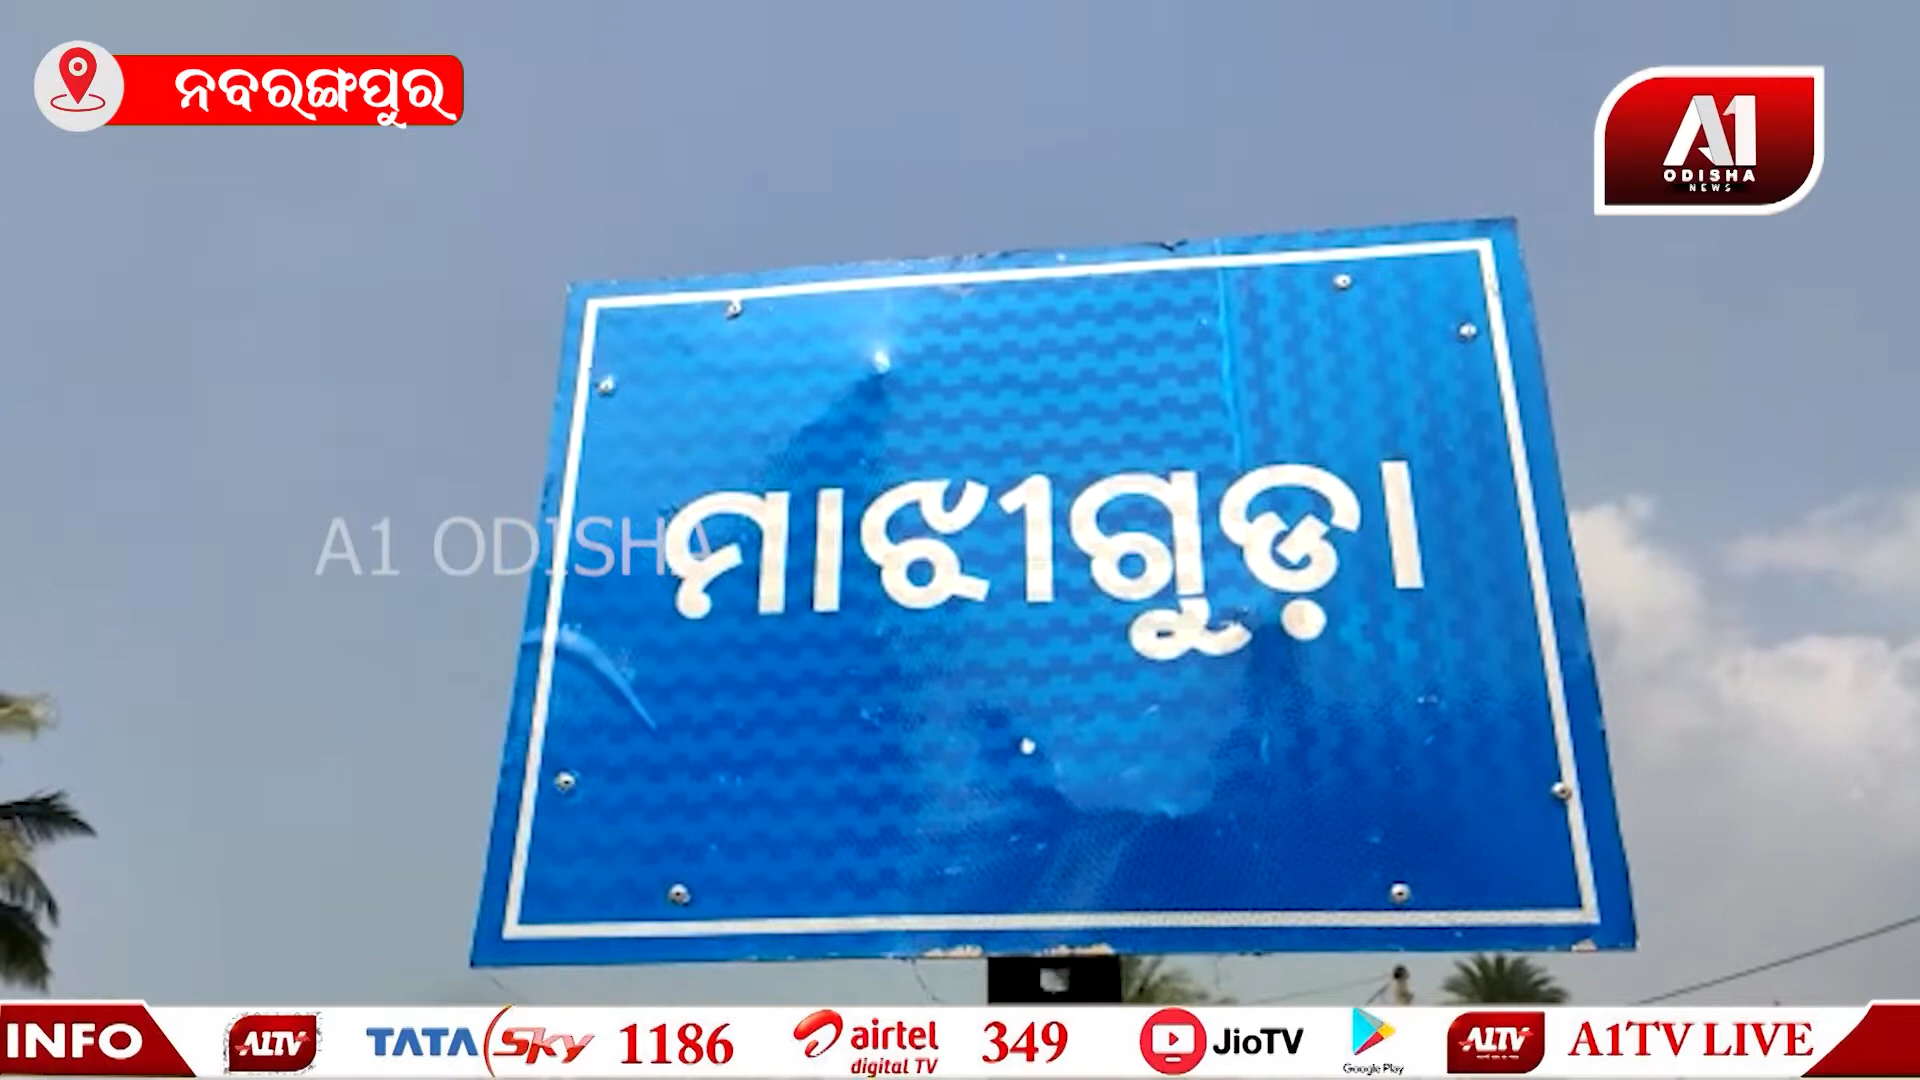 ନବରଙ୍ଗପୁର
A1
ODISHA
NEWS
ମାଝୀଗୁଡ଼ା
A1 ODISHA
INFO A1TV TATA Sky 1186 airtel digital TV 349 JioTV Google Play A1TV A1TV LIVE